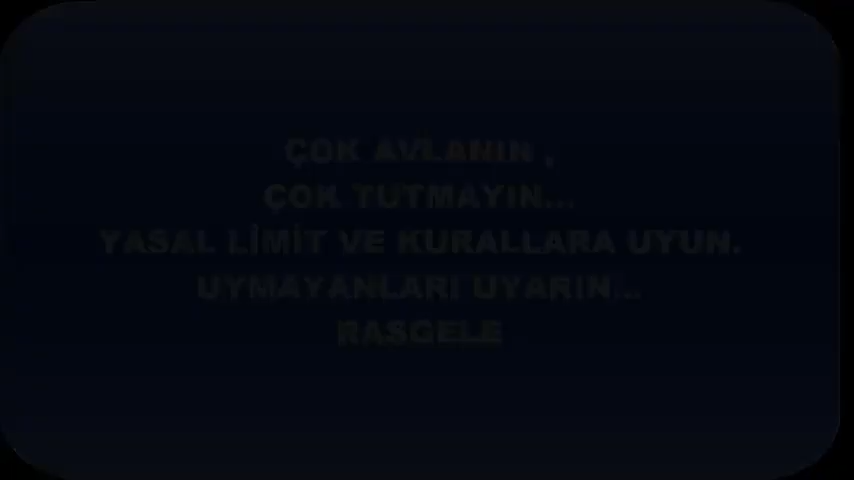 ÇOK AVLANIN ,
ÇOK TUTMAYIN...
YASAL LİMİT VE KURALLARA UYUN.
UYMAYANLARI UYARIN...
RASGELE